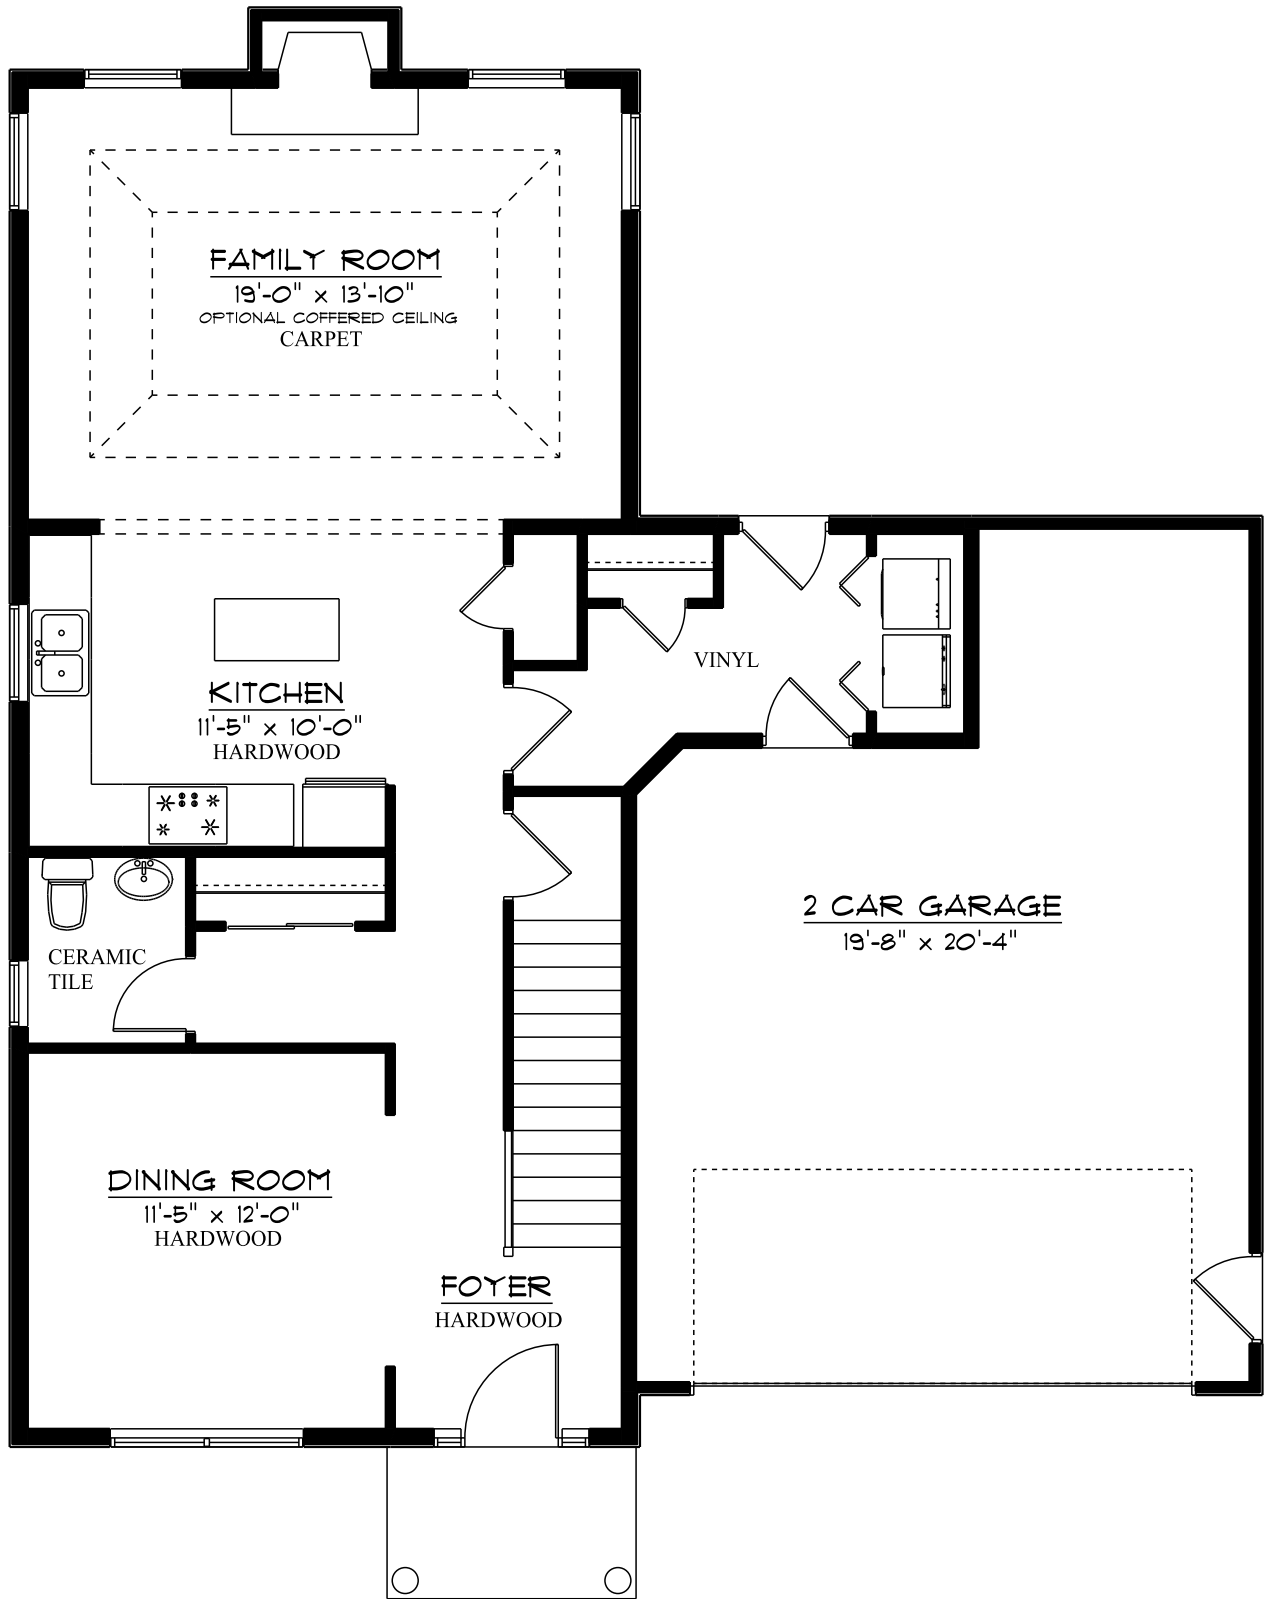 FAMILY ROOM
19'-0" x 13'-10"
OPTIONAL COFFERED CEILING
CARPET
KITCHEN
11'-5" x 10'-0"
HARDWOOD
VINYL
2 CAR GARAGE
19'-8" x 20'-4"
CERAMIC
TILE
DINING ROOM
11'-5" x 12'-0"
HARDWOOD
FOYER
HARDWOOD